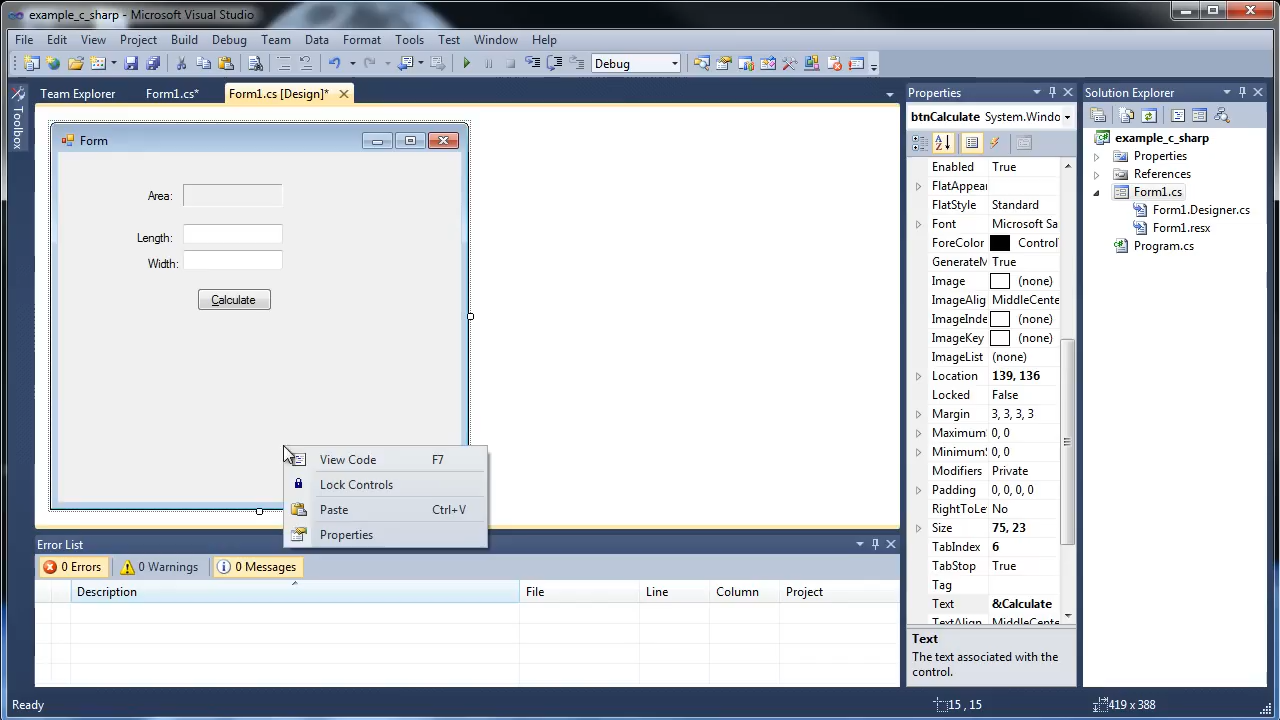 example_c_sharp - Microsoft Visual Studio
File Edit View Project Build Debug Team Data Format Tools Test Window Help
Debug
Team Explorer Form1.cs* Form1.cs [Design]*
Toolbox
Form
Area:
Length:
Width:
Calculate
View Code F7
Lock Controls
Paste Ctrl+V
Properties
Error List
0 Errors 0 Warnings 0 Messages
Description File Line Column Project
Properties
btnCalculate System.Windo
Enabled True
FlatAppear
FlatStyle Standard
Font Microsoft Sa
ForeColor Control
GenerateM True
Image (none)
ImageAlig MiddleCente
ImageInde (none)
ImageKey (none)
ImageList (none)
Location 139, 136
Locked False
Margin 3, 3, 3, 3
Maximum 0, 0
MinimumS 0, 0
Modifiers Private
Padding 0, 0, 0, 0
RightToLe No
Size 75, 23
TabIndex 6
TabStop True
Tag
Text &Calculate
TextAlign MiddleCente
Text
The text associated with the
control.
Solution Explorer
example_c_sharp
Properties
References
Form1.cs
Form1.Designer.cs
Form1.resx
Program.cs
Ready 15 , 15 419 x 388